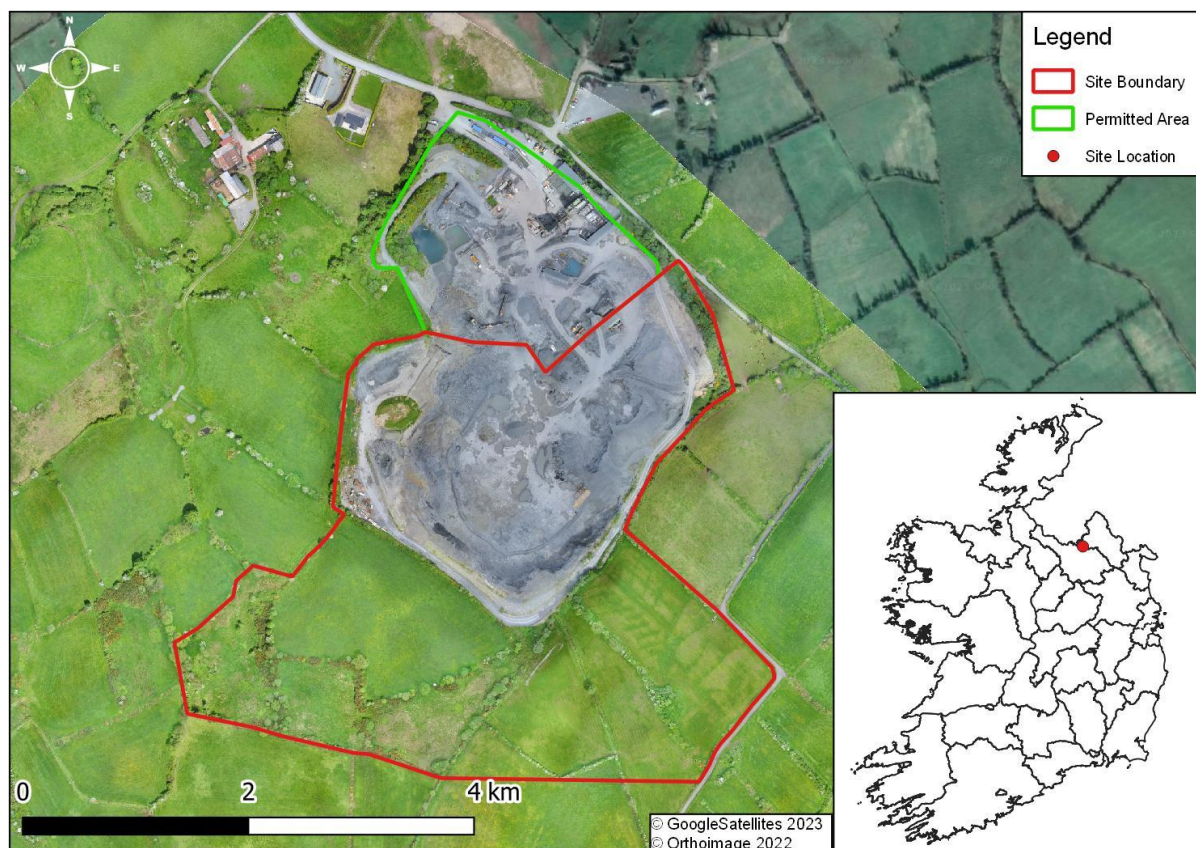 N
W E
S
Legend
Site Boundary
Permitted Area
Site Location
0 2 4 km
© GoogleSatellites 2023
© Orthoimage 2022